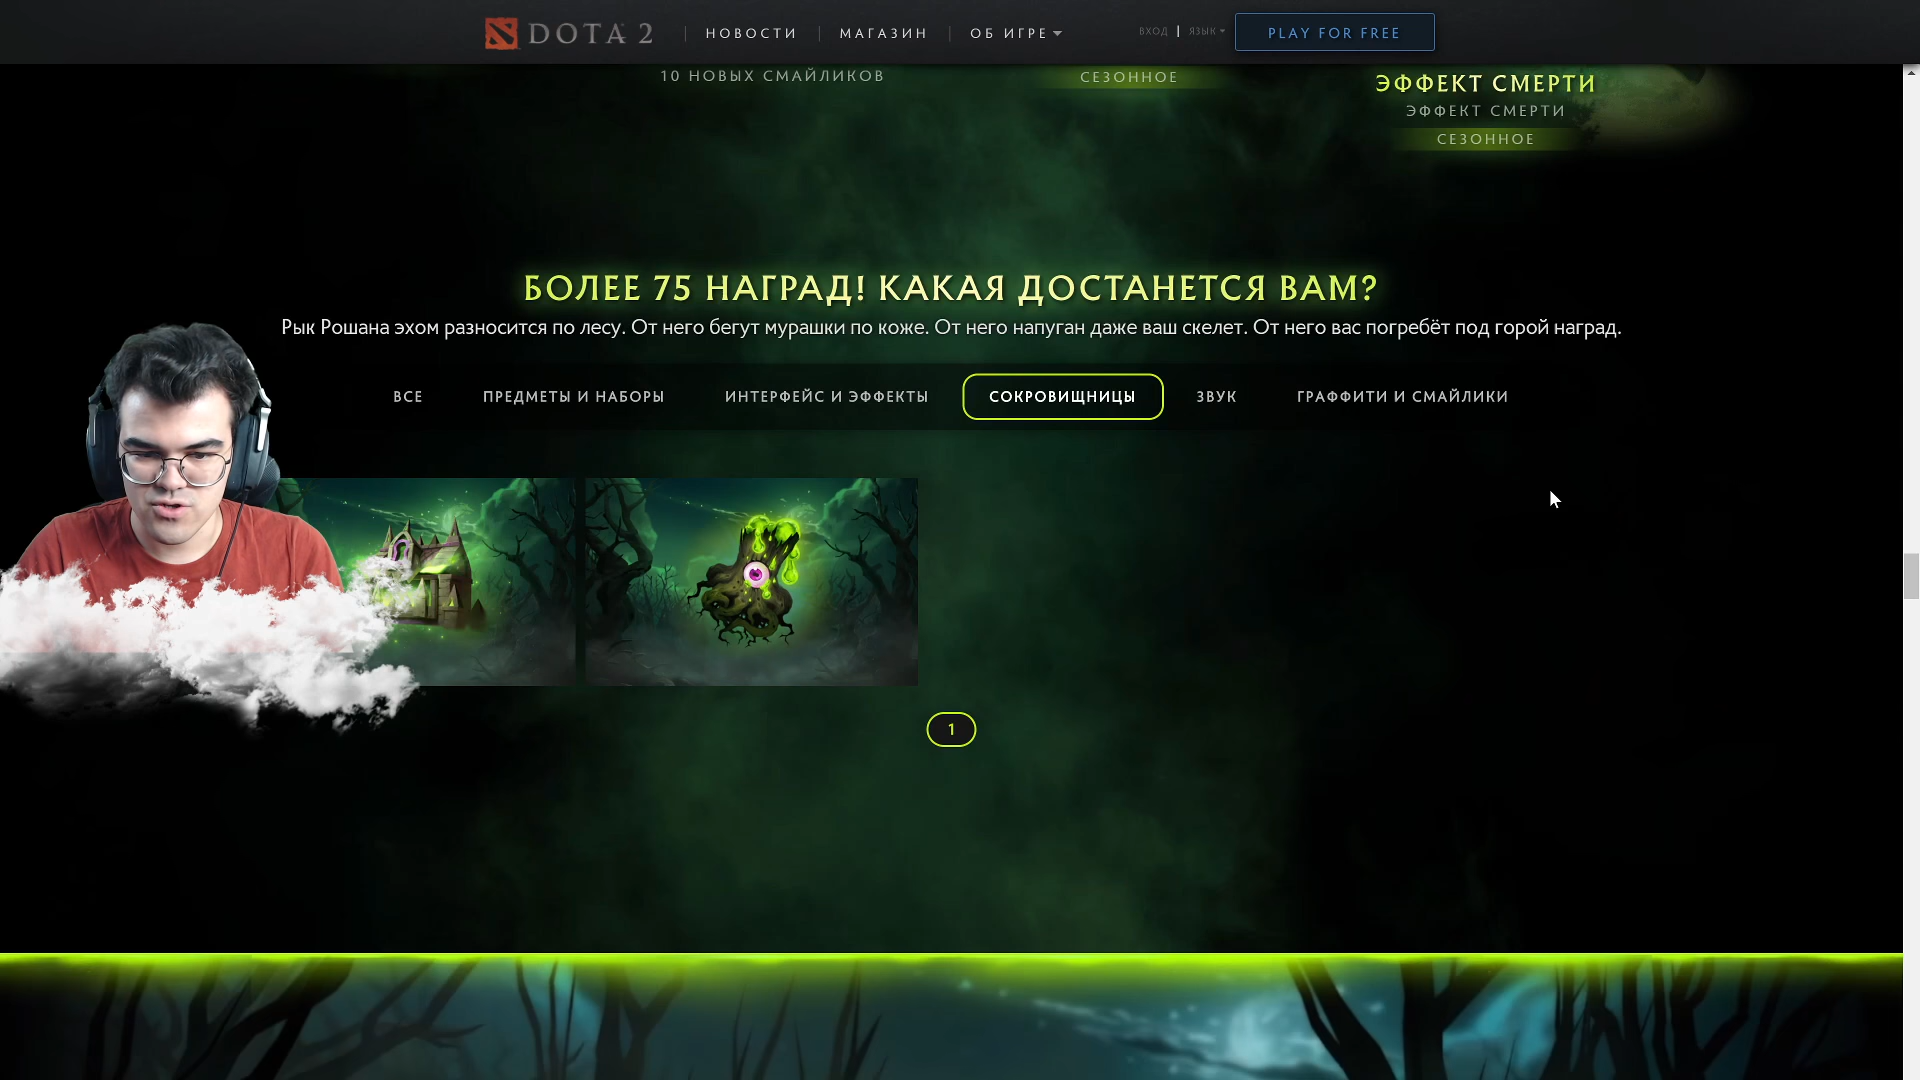 DOTA 2
НОВОСТИ
МАГАЗИН
ОБ ИГРЕ
ВХОД | ЯЗЫК
PLAY FOR FREE
10 НОВЫХ СМАЙЛИКОВ
СЕЗОННОЕ
ЭФФЕКТ СМЕРТИ
ЭФФЕКТ СМЕРТИ
СЕЗОННОЕ
БОЛЕЕ 75 НАГРАД! КАКАЯ ДОСТАНЕТСЯ ВАМ?
Рык Рошана эхом разносится по лесу. От него бегут мурашки по коже. От него напуган даже ваш скелет. От него вас погребёт под горой наград.
ВСЕ
ПРЕДМЕТЫ И НАБОРЫ
ИНТЕРФЕЙС И ЭФФЕКТЫ
СОКРОВИЩНИЦЫ
ЗВУК
ГРАФФИТИ И СМАЙЛИКИ
1